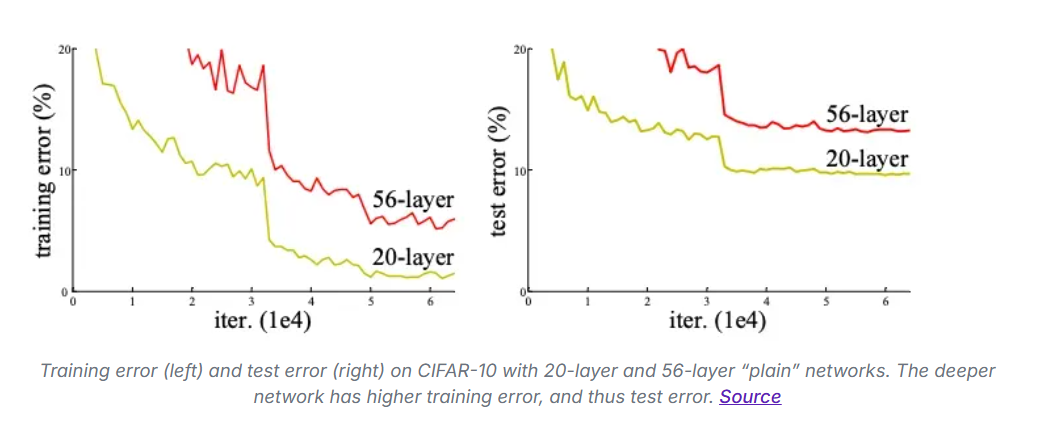 20
10
0
training error (%)
56-layer
20-layer
0 1 2 3 4 5 6
iter. (1e4)
20
10
0
test error (%)
56-layer
20-layer
0 1 2 3 4 5 6
iter. (1e4)
Training error (left) and test error (right) on CIFAR-10 with 20-layer and 56-layer “plain” networks. The deeper
network has higher training error, and thus test error. Source